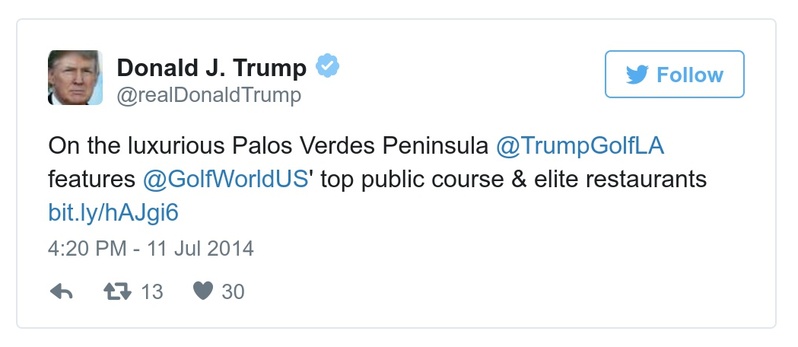 Donald J. Trump
@realDonaldTrump
Follow
On the luxurious Palos Verdes Peninsula @TrumpGolfLA
features @GolfWorldUS' top public course & elite restaurants
bit.ly/hAJgi6
4:20 PM - 11 Jul 2014
13 30